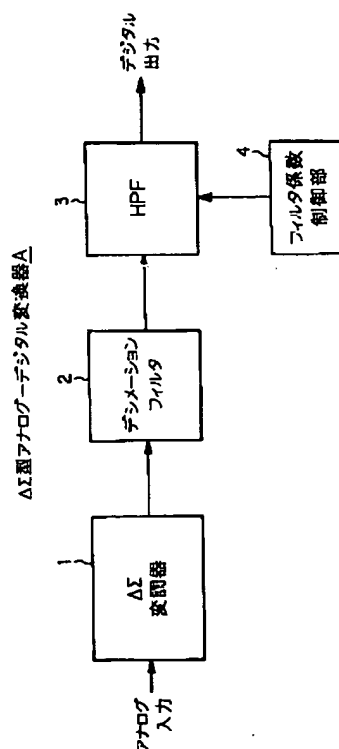 ΔΣ型アナログーデジタル変換器A
アナログ
入力
1
ΔΣ
変調器
2
デシメーション
フィルタ
3
HPF
デジタル
出力
4
フィルタ係数
制御部